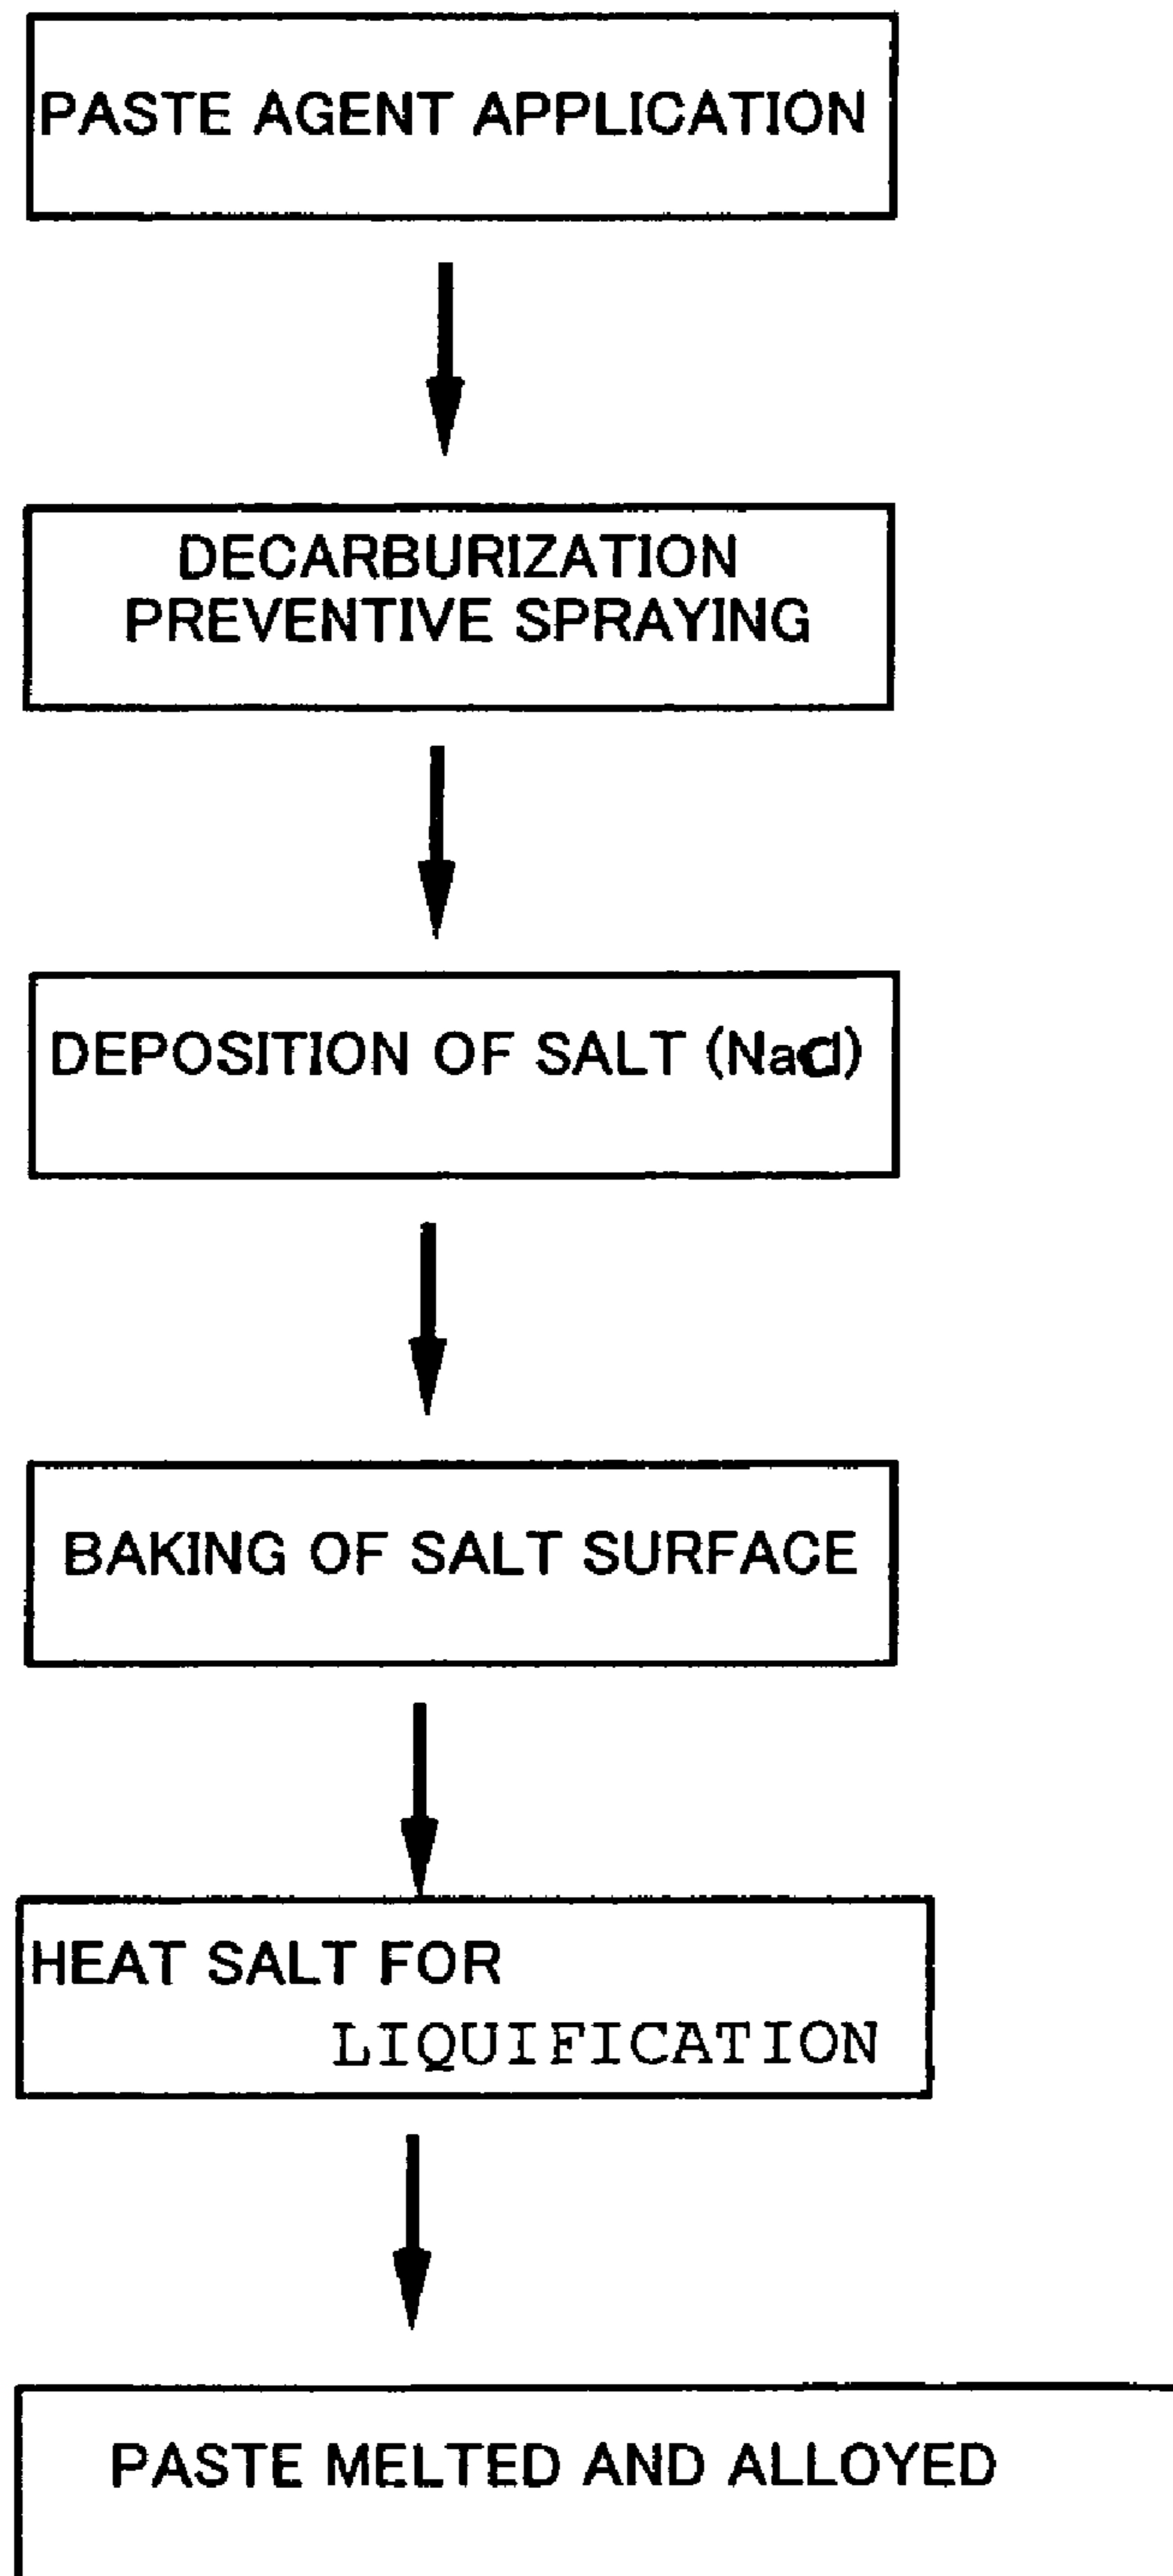 PASTE AGENT APPLICATION
DECARBURIZATION
PREVENTIVE SPRAYING
DEPOSITION OF SALT (NaCl)
BAKING OF SALT SURFACE
HEAT SALT FOR
LIQUIFICATION
PASTE MELTED AND ALLOYED